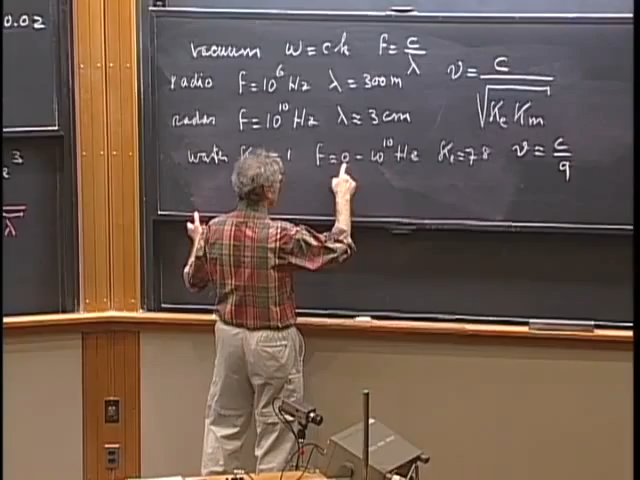 0.02
3
λ
vacuum ω = ck f = c/λ
radio f = 10⁶ Hz λ = 300 m v = c/√(Kₑ Kₘ)
radar f = 10¹⁰ Hz λ ≈ 3 cm
water K 1 f = 0 - 10¹⁰ Hz Kₑ = 78 v = c/9